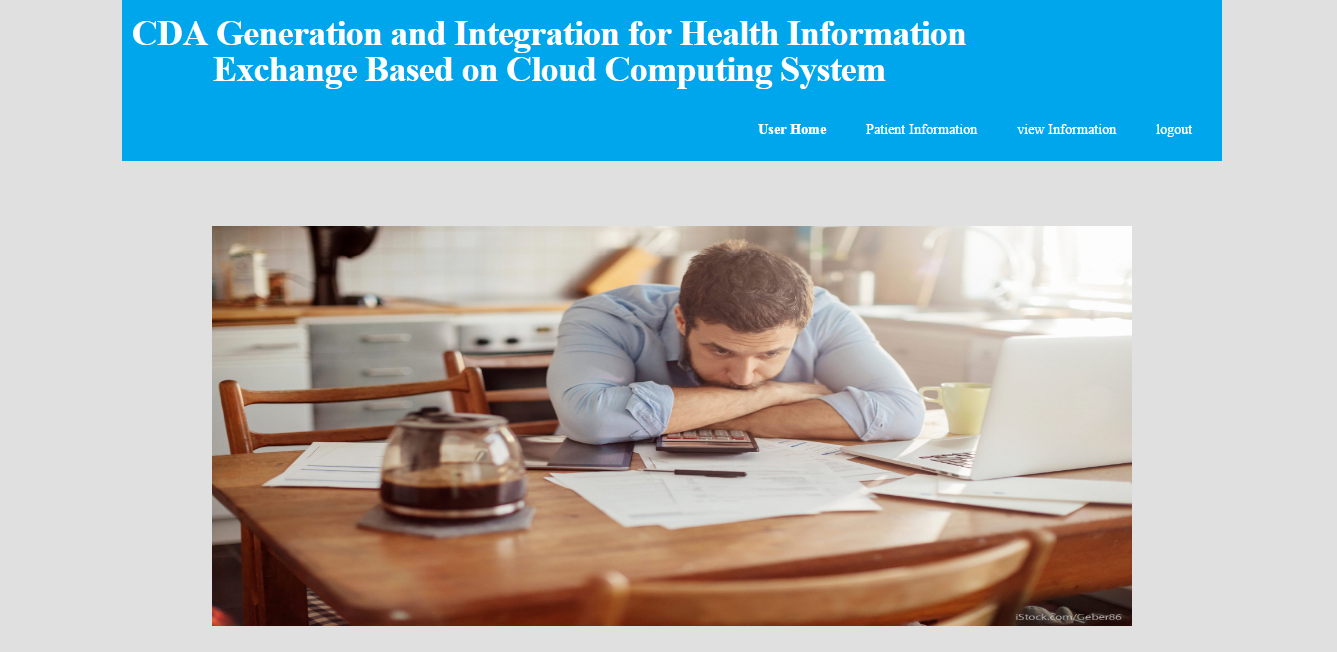 CDA Generation and Integration for Health Information
Exchange Based on Cloud Computing System
User Home Patient Information view Information logout
iStock.com/Geber86